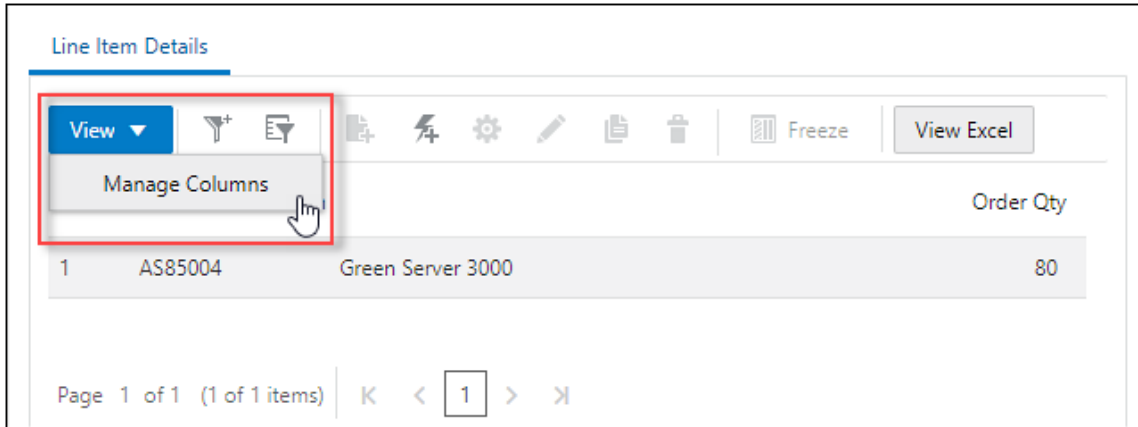 Line Item Details
View Freeze View Excel
Manage Columns
Order Qty
1 AS85004 Green Server 3000 80
Page 1 of 1 (1 of 1 items) K < 1 > >|